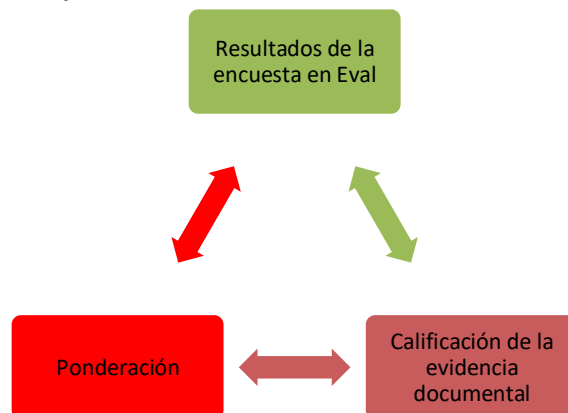 Resultados de la
encuesta en Eval
Ponderación
Calificación de la
evidencia
documental